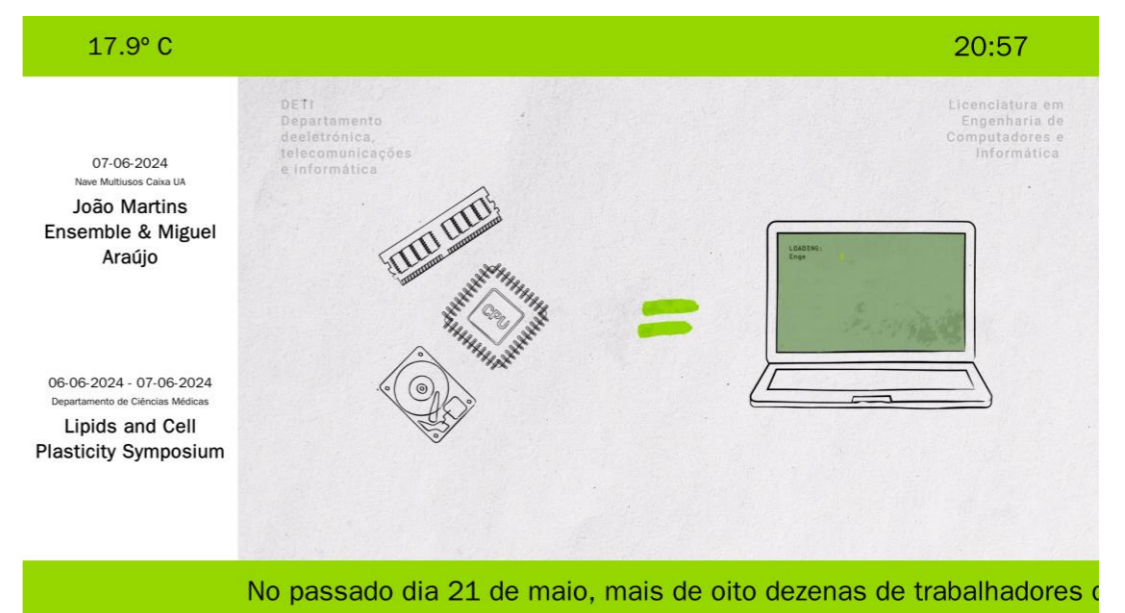 17.9º C
20:57
07-06-2024
Nave Multiusos Caixa UA
João Martins
Ensemble & Miguel
Araújo
06-06-2024 - 07-06-2024
Departamento de Ciências Médicas
Lipids and Cell
Plasticity Symposium
DETI
Departamento
deeletrónica,
telecomunicações
e informática
Licenciatura em
Engenharia de
Computadores e
Informática
CPU
LOADING:
Enge
No passado dia 21 de maio, mais de oito dezenas de trabalhadores